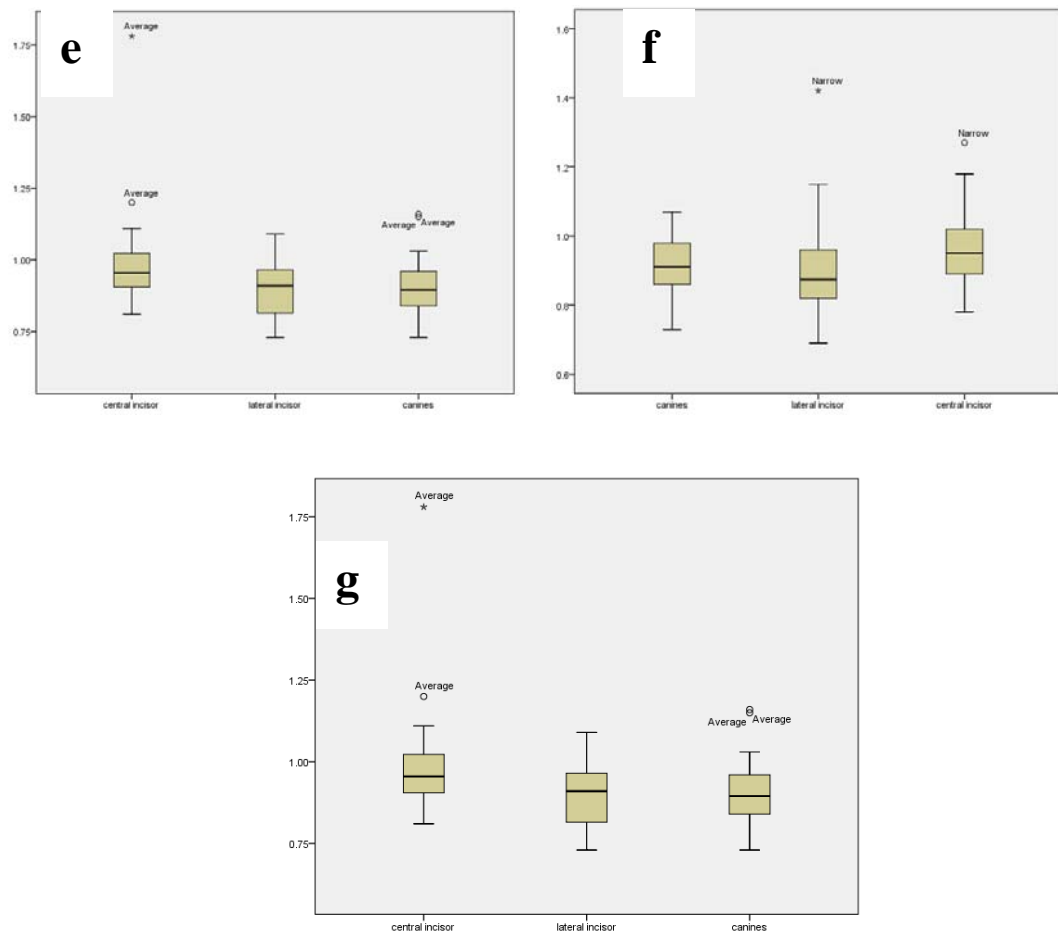 e
Average
1.75
1.50
1.25
1.00
0.75
Average
Average
Average
central incisor
lateral incisor
canines
f
1.6
1.4
1.2
1.0
0.8
0.6
Narrow
Narrow
canines
lateral incisor
central incisor
g
Average
1.75
1.50
1.25
1.00
0.75
Average
Average
Average
central incisor
lateral incisor
canines